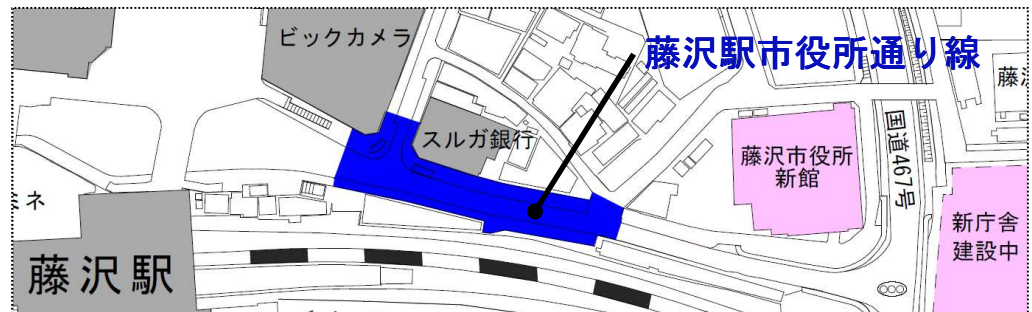 ビックカメラ
藤沢駅市役所通り線
藤沢
スルガ銀行
国道467号
藤沢市役所
新館
ミネ
新庁舎
建設中
藤沢駅